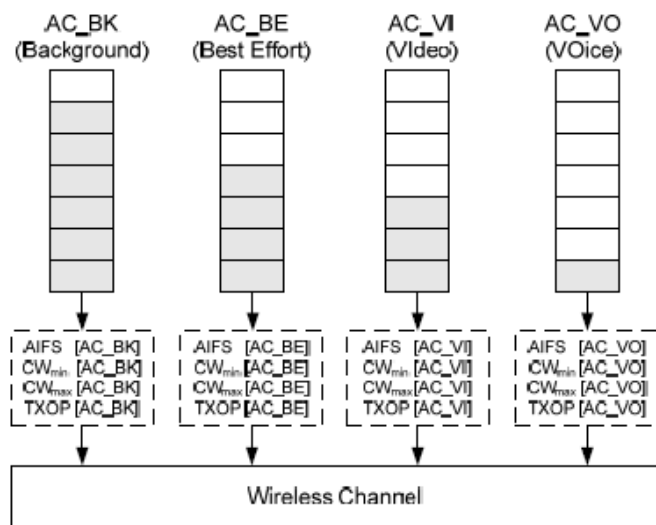 AC_BK
(Background)
AC_BE
(Best Effort)
AC_VI
(VIdeo)
AC_VO
(VOice)
AIFS [AC_BK]
CWmin [AC_BK]
CWmax [AC_BK]
TXOP [AC_BK]
AIFS [AC_BE]
CWmin [AC_BE]
CWmax [AC_BE]
TXOP [AC_BE]
AIFS [AC_VI]
CWmin [AC_VI]
CWmax [AC_VI]
TXOP [AC_VI]
AIFS [AC_VO]
CWmin [AC_VO]
CWmax [AC_VO]
TXOP [AC_VO]
Wireless Channel